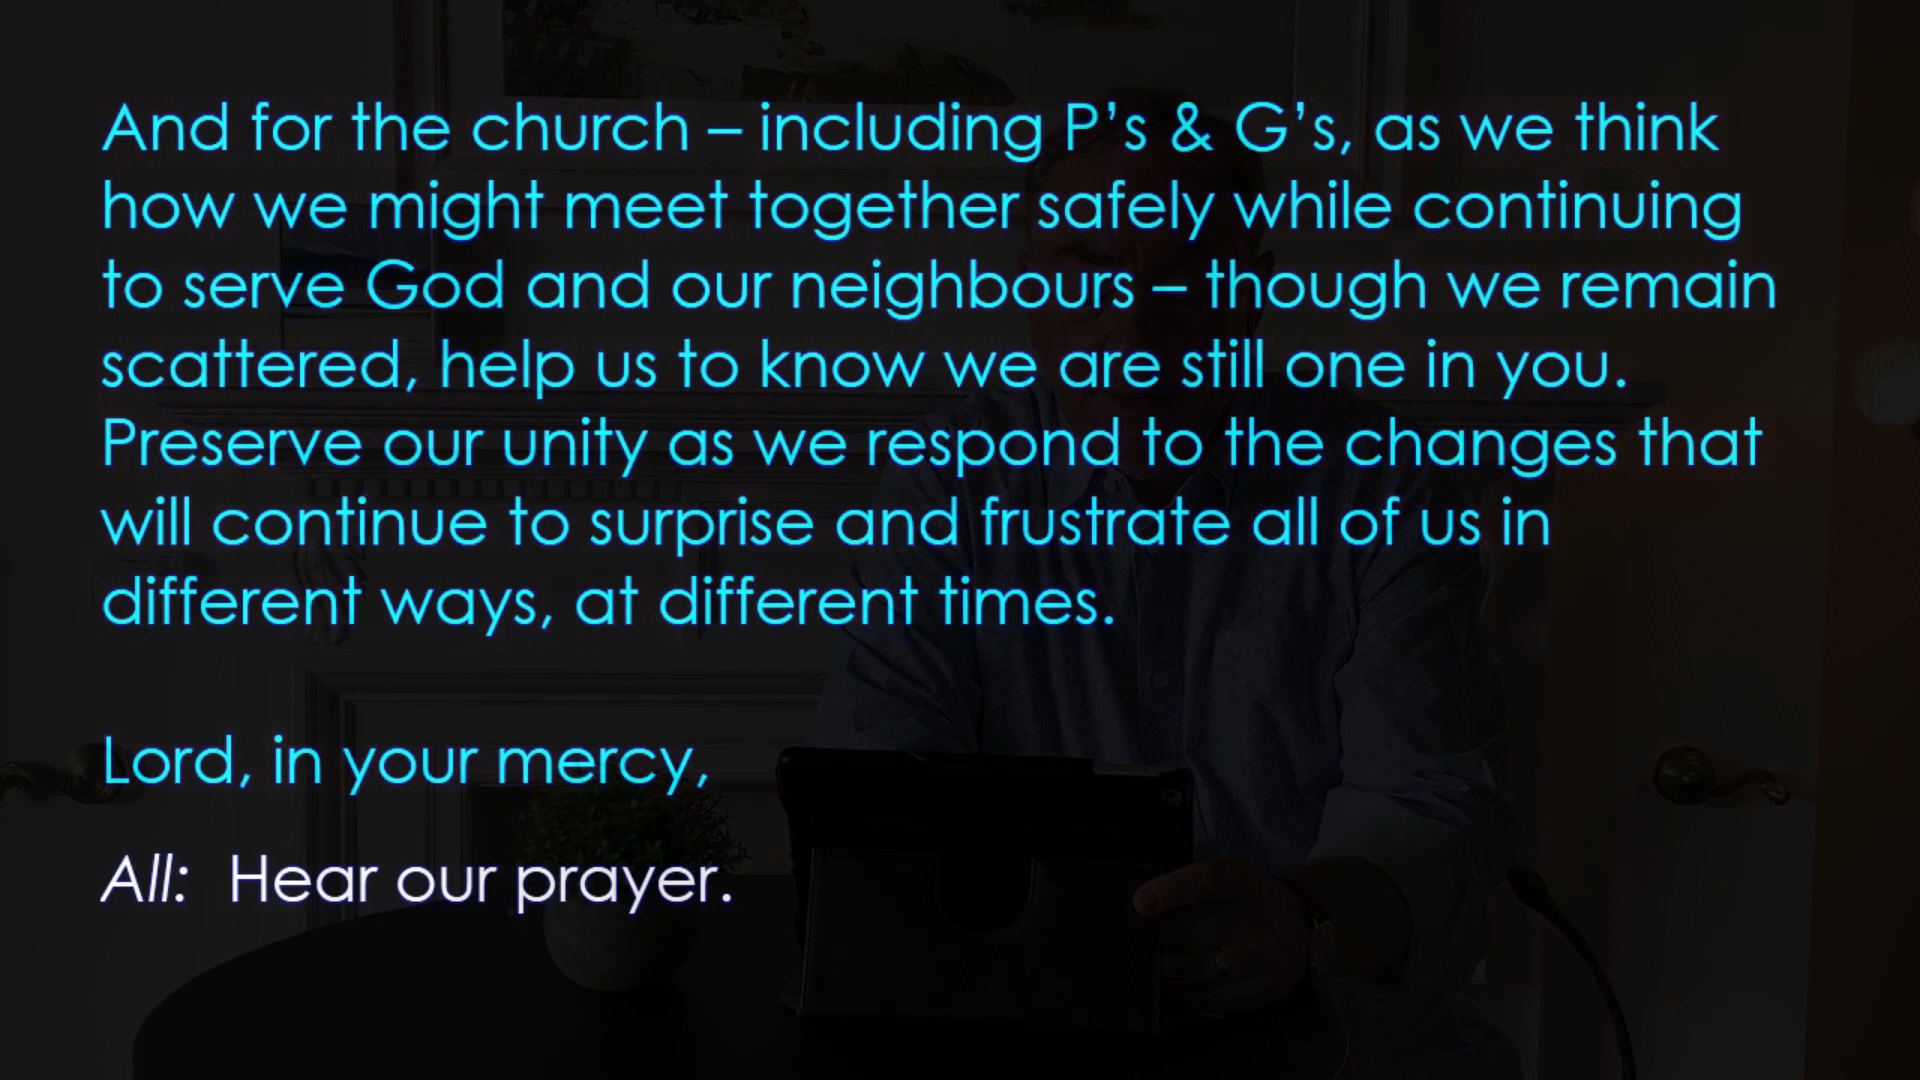 And for the church – including P’s & G’s, as we think
how we might meet together safely while continuing
to serve God and our neighbours – though we remain
scattered, help us to know we are still one in you.
Preserve our unity as we respond to the changes that
will continue to surprise and frustrate all of us in
different ways, at different times.
Lord, in your mercy,
All: Hear our prayer.